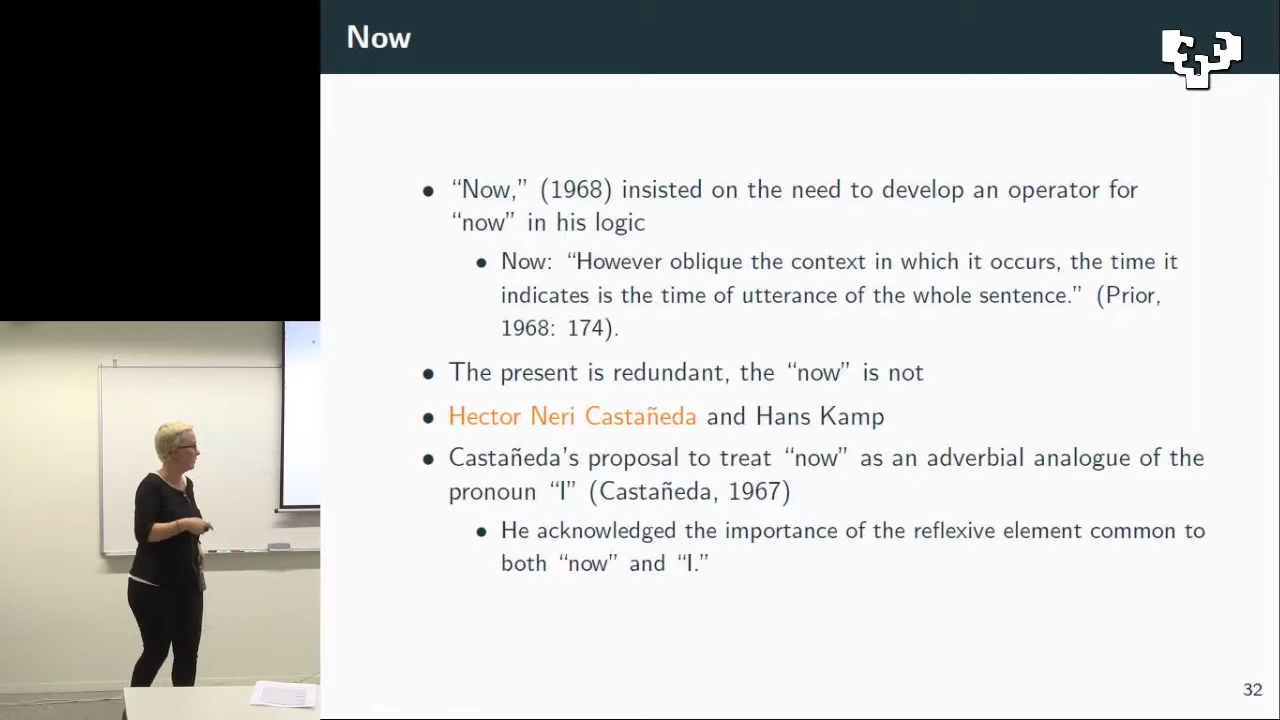 Now
• “Now,” (1968) insisted on the need to develop an operator for
“now” in his logic
• Now: “However oblique the context in which it occurs, the time it
indicates is the time of utterance of the whole sentence.” (Prior,
1968: 174).
• The present is redundant, the “now” is not
• Hector Neri Castañeda and Hans Kamp
• Castañeda’s proposal to treat “now” as an adverbial analogue of the
pronoun “I” (Castañeda, 1967)
• He acknowledged the importance of the reflexive element common to
both “now” and “I.”
32